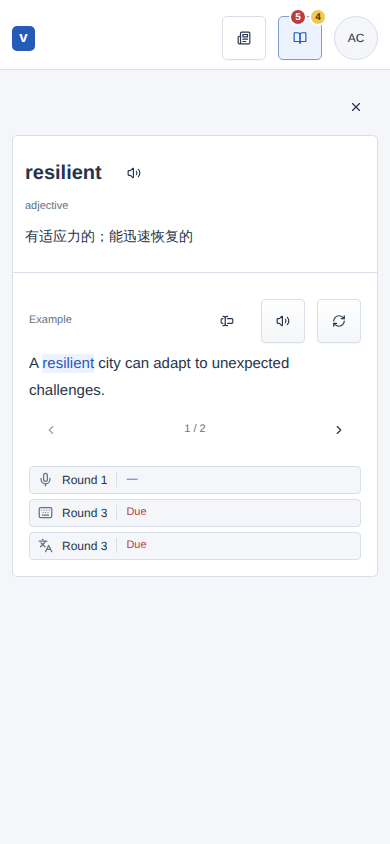 V
5
4
AC
resilient
adjective
有适应力的；能迅速恢复的
Example
A resilient city can adapt to unexpected
challenges.
1 / 2
Round 1 —
Round 3 Due
Round 3 Due